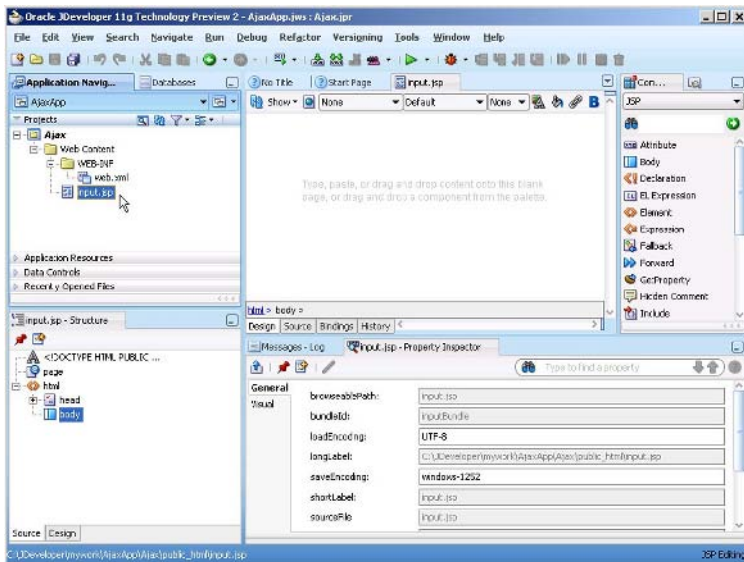 Oracle JDeveloper 11g Technology Preview 2 - AjaxApp.jws : Ajax.jpr
File Edit View Search Navigate Run Debug Refactor Versioning Tools Window Help
Application Navig... Databases
AjaxApp
Projects
Ajax
Web Content
WEB-INF
web.xml
input.jsp
Application Resources
Data Controls
Recently Opened Files
No Title Start Page input.jsp
Show None Default None B
Type, paste, or drag and drop content onto this blank
page, or drag and drop a component from the palette.
html > body >
Design Source Bindings History
Con...
JSP
Attribute
Body
Declaration
EL Expression
Element
Expression
Fallback
Forward
GetProperty
Hidden Comment
Include
input.jsp - Structure
<!DOCTYPE HTML PUBLIC ...
page
html
head
body
Source Design
Messages - Log input.jsp - Property Inspector
Type to find a property
General
Visual
browseablePath: input.jsp
bundleId: inputBundle
loadEncoding: UTF-8
longLabel: C:\JDeveloper\mywork\AjaxApp\Ajax\public_html\input.jsp
saveEncoding: windows-1252
shortLabel: input.jsp
sourceFile input.jsp
C:\JDeveloper\mywork\AjaxApp\Ajax\public_html\input.jsp JSP Editing